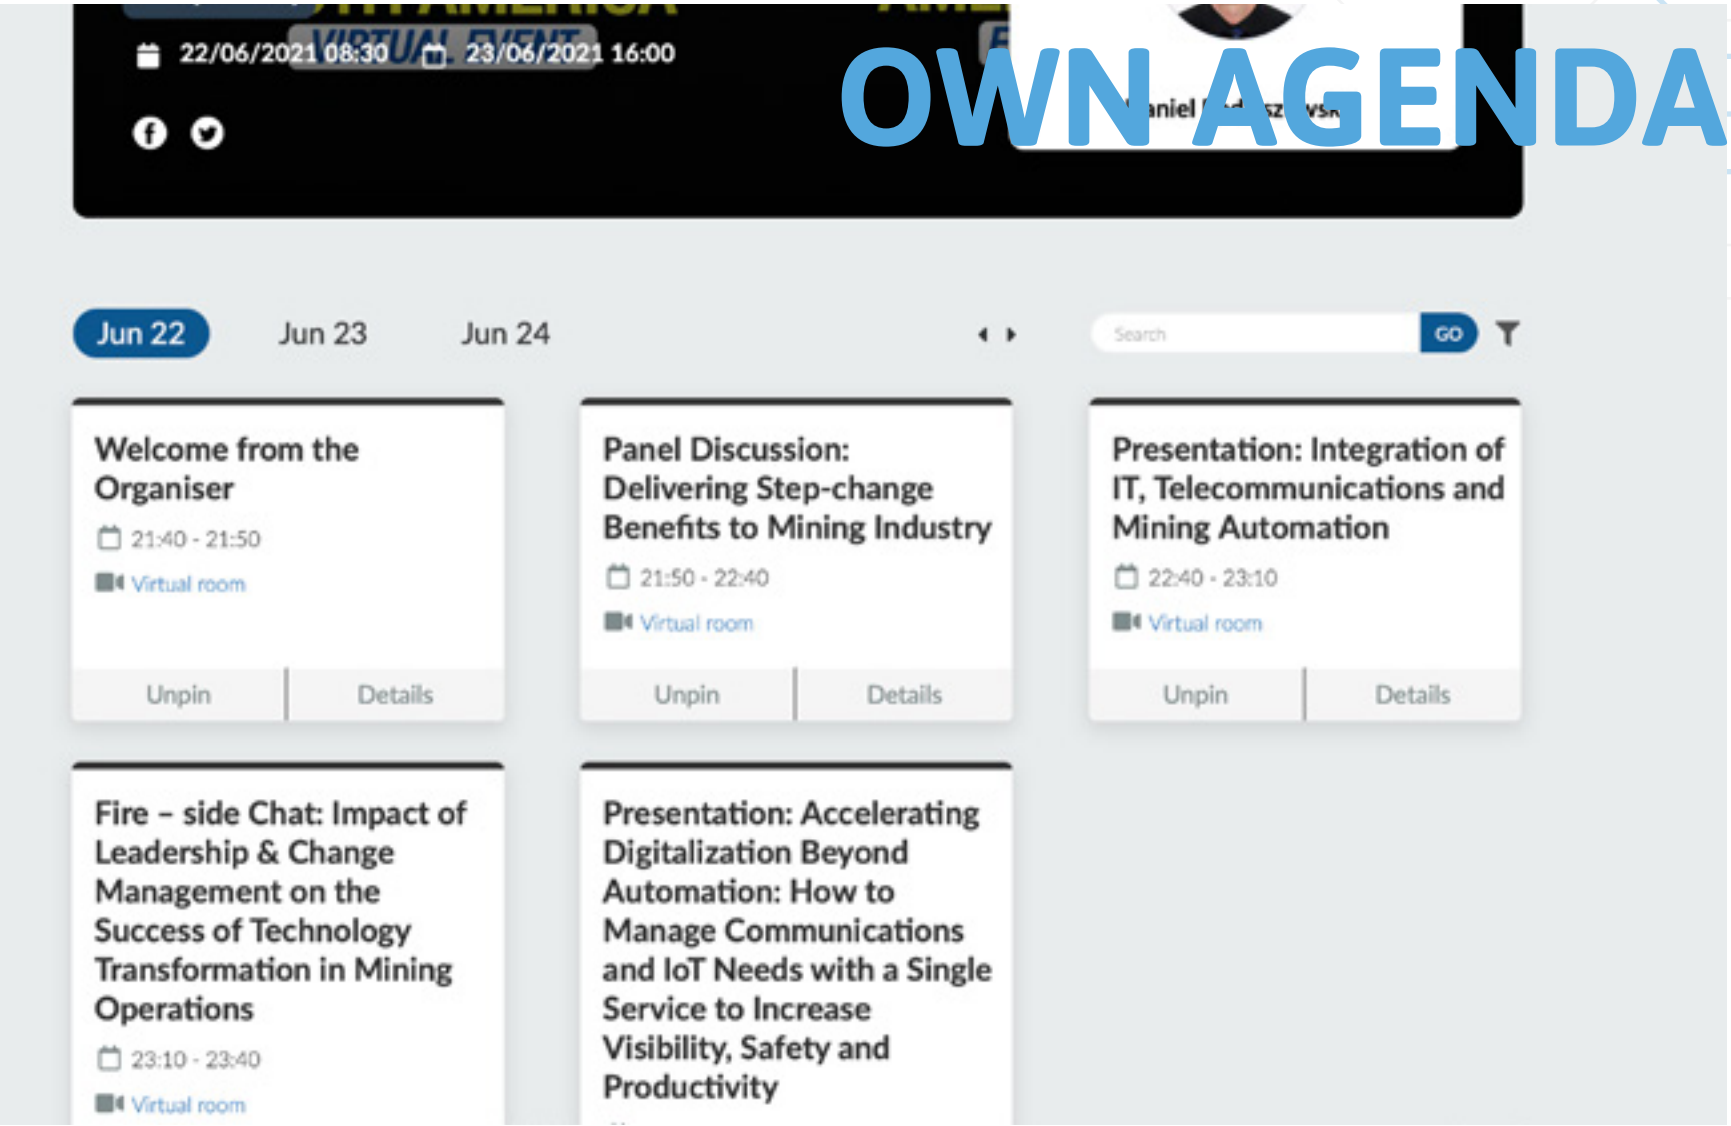 AMERICA
VIRTUAL EVENT
22/06/2021 08:30 23/06/2021 16:00
OWN AGENDA
Jun 22 Jun 23 Jun 24
Search GO
Welcome from the
Organiser
21:40 - 21:50
Virtual room
Unpin Details
Panel Discussion:
Delivering Step-change
Benefits to Mining Industry
21:50 - 22:40
Virtual room
Unpin Details
Presentation: Integration of
IT, Telecommunications and
Mining Automation
22:40 - 23:10
Virtual room
Unpin Details
Fire – side Chat: Impact of
Leadership & Change
Management on the
Success of Technology
Transformation in Mining
Operations
23:10 - 23:40
Virtual room
Presentation: Accelerating
Digitalization Beyond
Automation: How to
Manage Communications
and IoT Needs with a Single
Service to Increase
Visibility, Safety and
Productivity